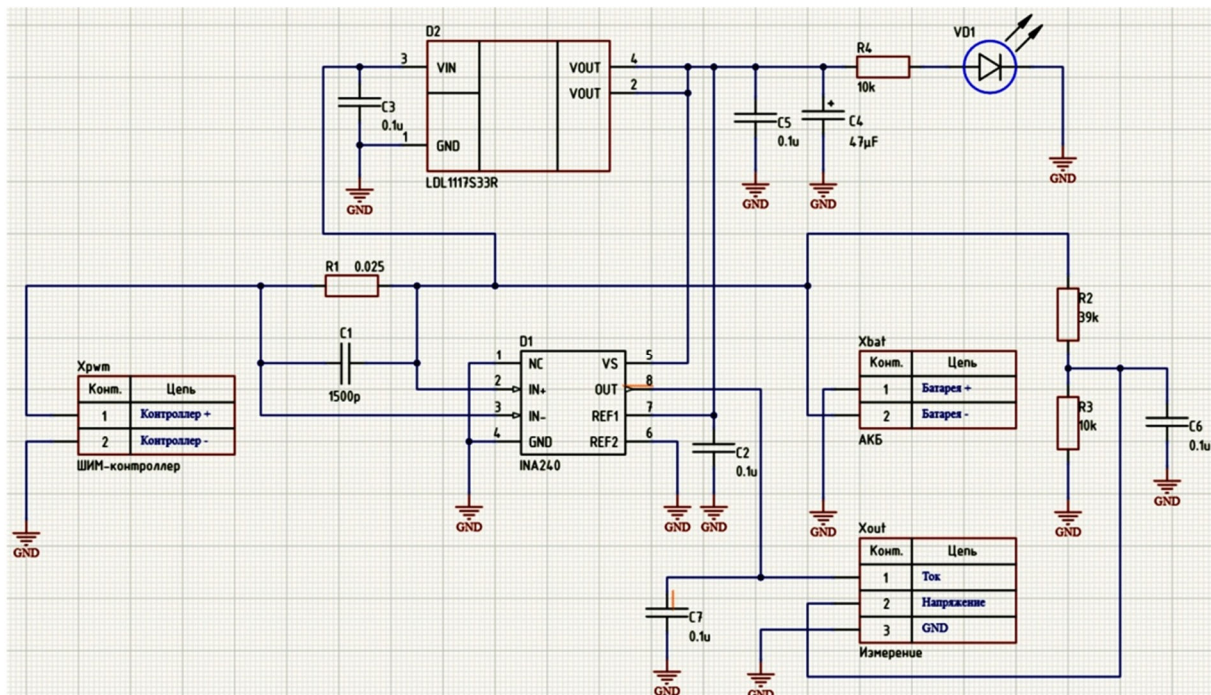 D2
3
VIN
VOUT
4
VOUT
2
C3
0.1u
1
GND
LDL1117S33R
GND
C5
0.1u
GND
C4
47µF
GND
R4
10k
VD1
GND
R1 0.025
C1
1500p
D1
1
NC
VS
5
2
IN+
OUT
8
3
IN-
REF1
7
4
GND
REF2
6
INA240
GND
GND
GND
C2
0.1u
Xpwm
Конт. Цепь
1 Контроллер +
2 Контроллер -
ШИМ-контроллер
GND
Xbat
Конт. Цепь
1 Батарея +
2 Батарея -
АКБ
GND
R2
39k
R3
10k
GND
C6
0.1u
GND
Xout
Конт. Цепь
1 Ток
2 Напряжение
3 GND
Измерение
C7
0.1u
GND
GND